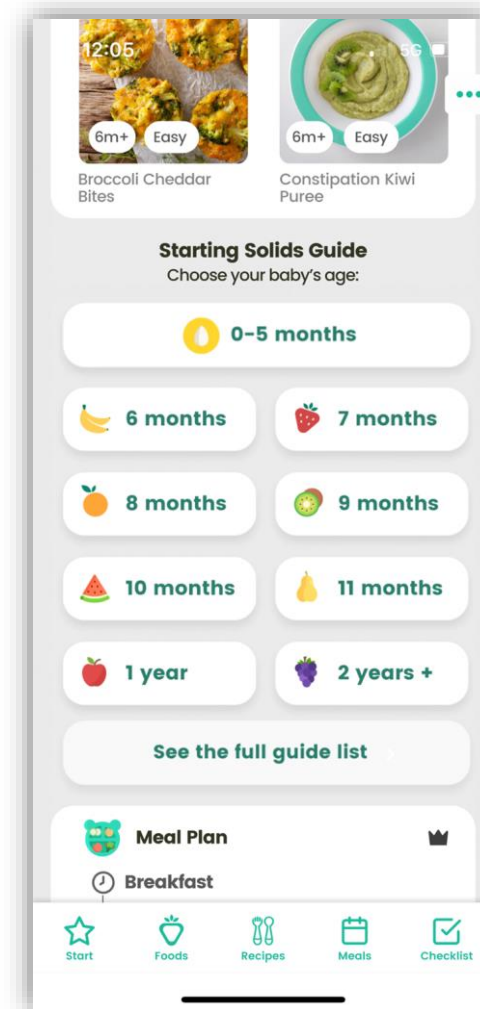 12:05
5G
6m+ Easy
6m+ Easy
Broccoli Cheddar
Bites
Constipation Kiwi
Puree
Starting Solids Guide
Choose your baby's age:
0-5 months
6 months
7 months
8 months
9 months
10 months
11 months
1 year
2 years +
See the full guide list
Meal Plan
Breakfast
Start
Foods
Recipes
Meals
Checklist